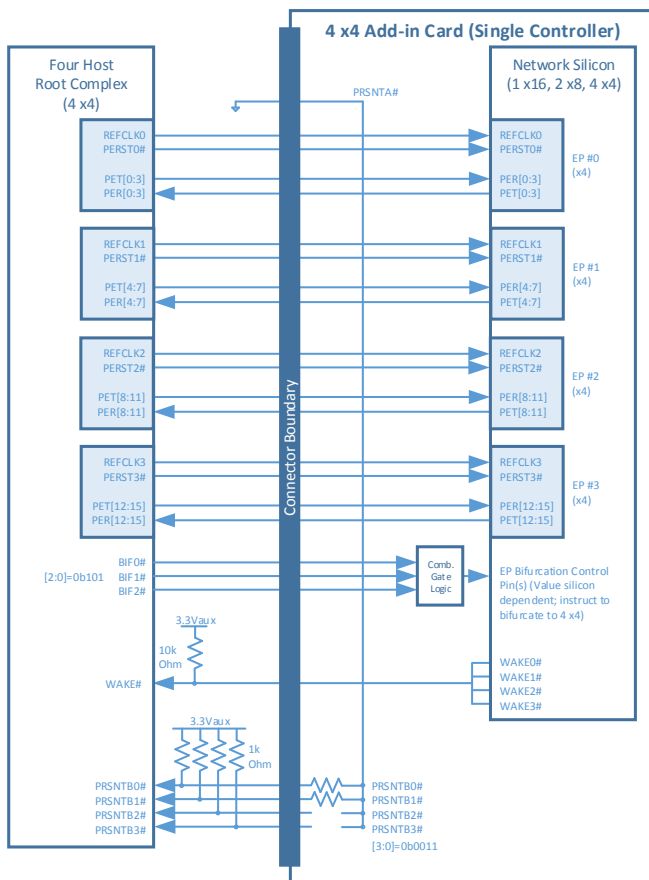 4 x4 Add-in Card (Single Controller)
Four Host
Root Complex
(4 x4)
Network Silicon
(1 x16, 2 x8, 4 x4)
PRSNTA#
REFCLK0
PERST0#
PET[0:3]
PER[0:3]
REFCLK0
PERST0#
PER[0:3]
PET[0:3]
EP #0
(x4)
REFCLK1
PERST1#
PET[4:7]
PER[4:7]
REFCLK1
PERST1#
PER[4:7]
PET[4:7]
EP #1
(x4)
REFCLK2
PERST2#
PET[8:11]
PER[8:11]
REFCLK2
PERST2#
PER[8:11]
PET[8:11]
EP #2
(x4)
REFCLK3
PERST3#
PET[12:15]
PER[12:15]
REFCLK3
PERST3#
PER[12:15]
PET[12:15]
EP #3
(x4)
Connector Boundary
[2:0]=0b101
BIF0#
BIF1#
BIF2#
Comb.
Gate
Logic
EP Bifurcation Control
Pin(s) (Value silicon
dependent; instruct to
bifurcate to 4 x4)
3.3Vaux
10k
Ohm
WAKE#
WAKE0#
WAKE1#
WAKE2#
WAKE3#
3.3Vaux
1k
Ohm
PRSNTB0#
PRSNTB1#
PRSNTB2#
PRSNTB3#
PRSNTB0#
PRSNTB1#
PRSNTB2#
PRSNTB3#
[3:0]=0b0011